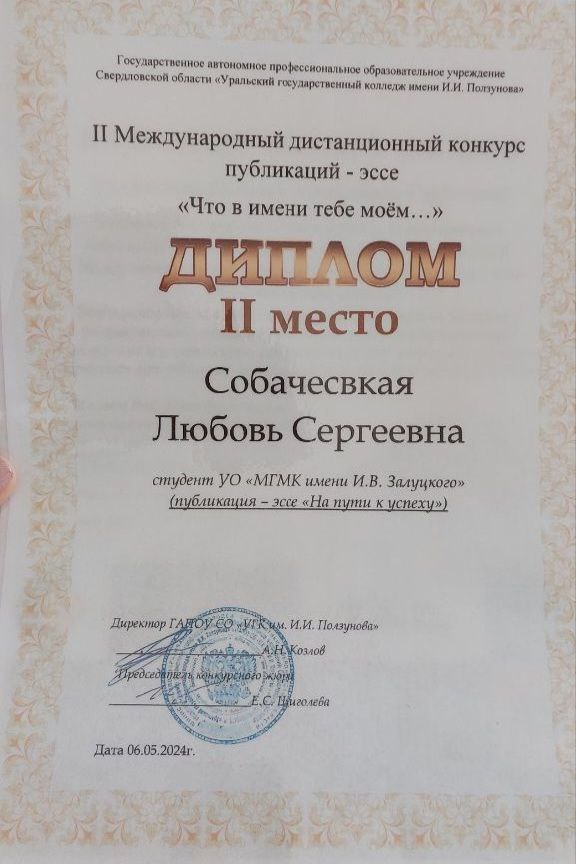 Государственное автономное профессиональное образовательное учреждение
Свердловской области «Уральский государственный колледж имени И.И. Ползунова»
II Международный дистанционный конкурс
публикаций - эссе
«Что в имени тебе моём…»
ДИПЛОМ
II место
Собачесвкая
Любовь Сергеевна
студент УО «МГМК имени И.В. Залуцкого»
(публикация – эссе «На пути к успеху»)
Директор ГАПОУ СО «УГК им. И.И. Ползунова»
А.Н. Козлов
Председатель конкурсного жюри
Е.С. Щиголева
Дата 06.05.2024г.